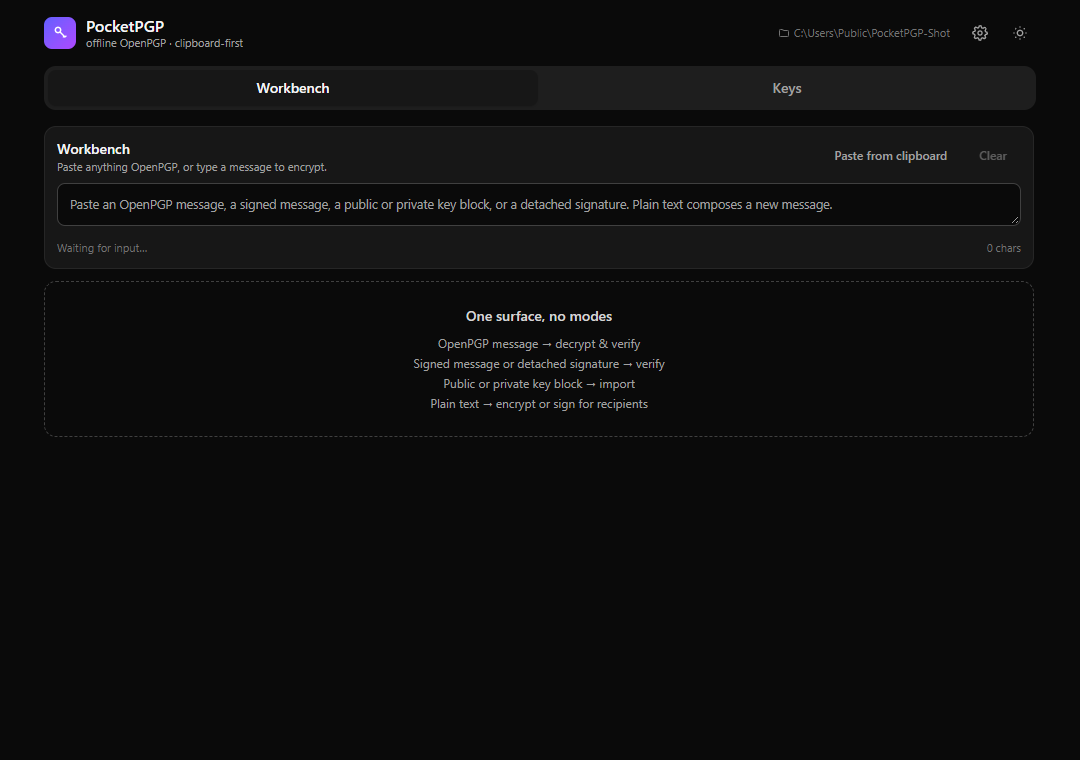 PocketPGP
offline OpenPGP · clipboard-first
C:\Users\Public\PocketPGP-Shot
Workbench
Keys
Workbench
Paste anything OpenPGP, or type a message to encrypt.
Paste from clipboard
Clear
Paste an OpenPGP message, a signed message, a public or private key block, or a detached signature. Plain text composes a new message.
Waiting for input...
0 chars
One surface, no modes
OpenPGP message → decrypt & verify
Signed message or detached signature → verify
Public or private key block → import
Plain text → encrypt or sign for recipients